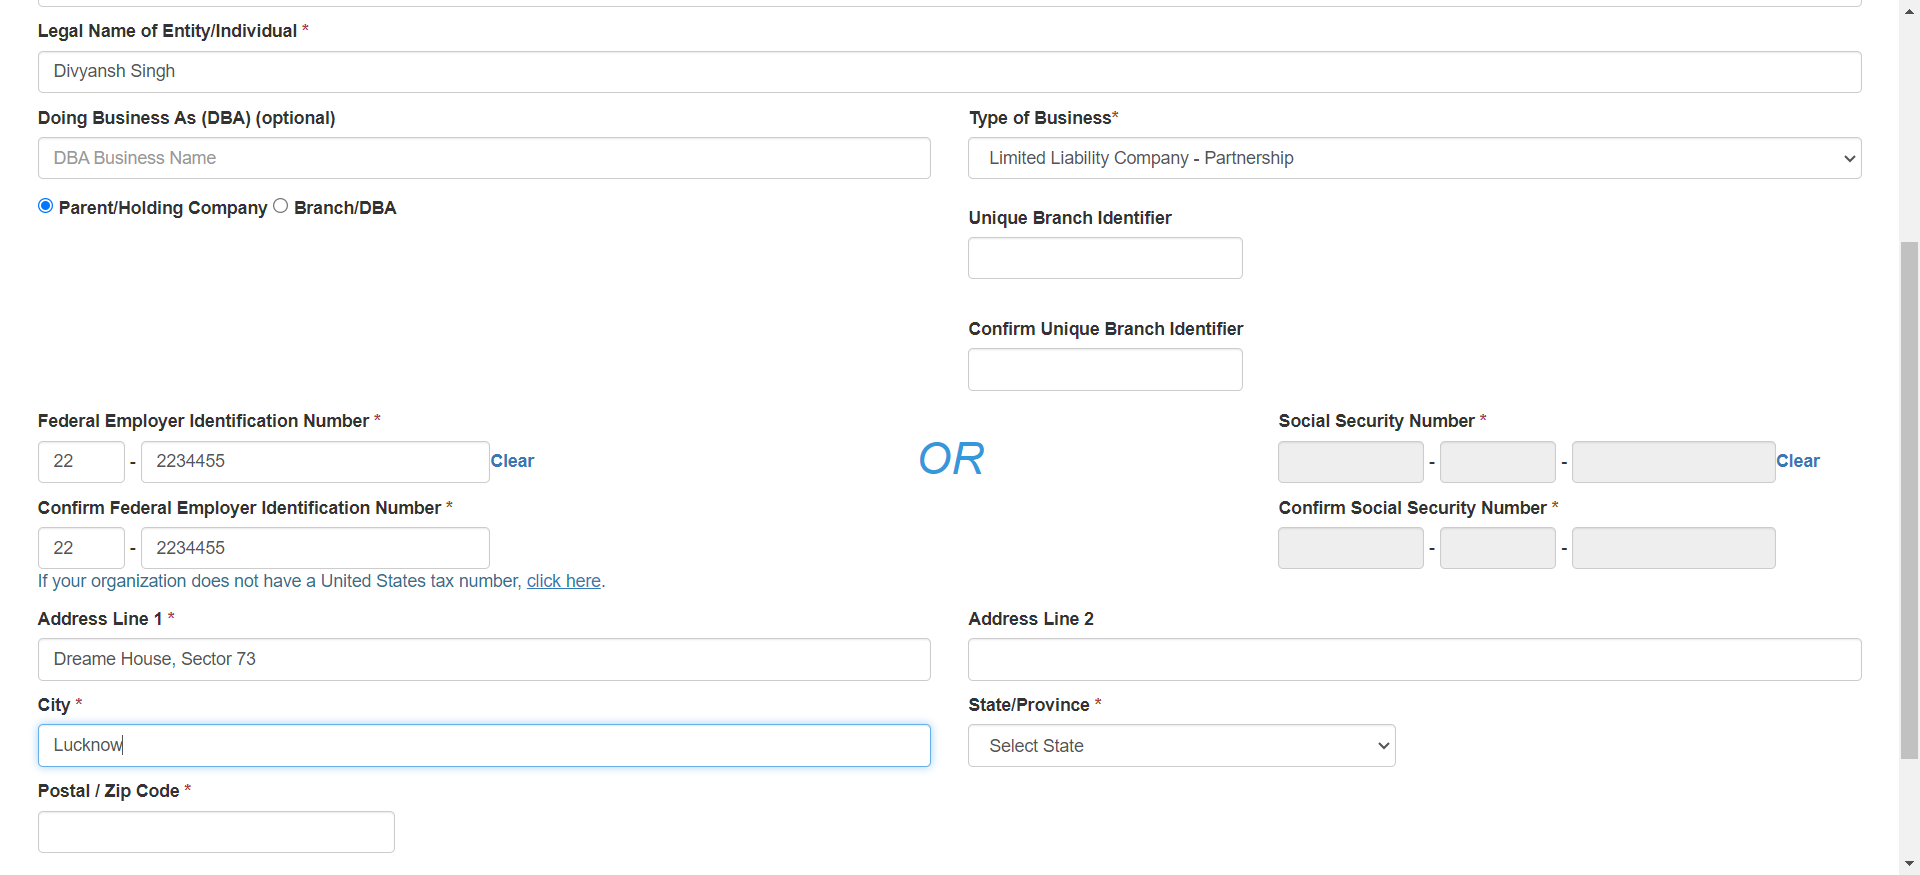 Legal Name of Entity/Individual *
Divyansh Singh
Doing Business As (DBA) (optional)
Type of Business*
DBA Business Name
Limited Liability Company - Partnership
Parent/Holding Company Branch/DBA
Unique Branch Identifier
Confirm Unique Branch Identifier
Federal Employer Identification Number *
Social Security Number *
22 - 2234455 Clear
OR
- - Clear
Confirm Federal Employer Identification Number *
Confirm Social Security Number *
22 - 2234455
- -
If your organization does not have a United States tax number, click here.
Address Line 1 *
Address Line 2
Dreame House, Sector 73
City *
State/Province *
Lucknow
Select State
Postal / Zip Code *